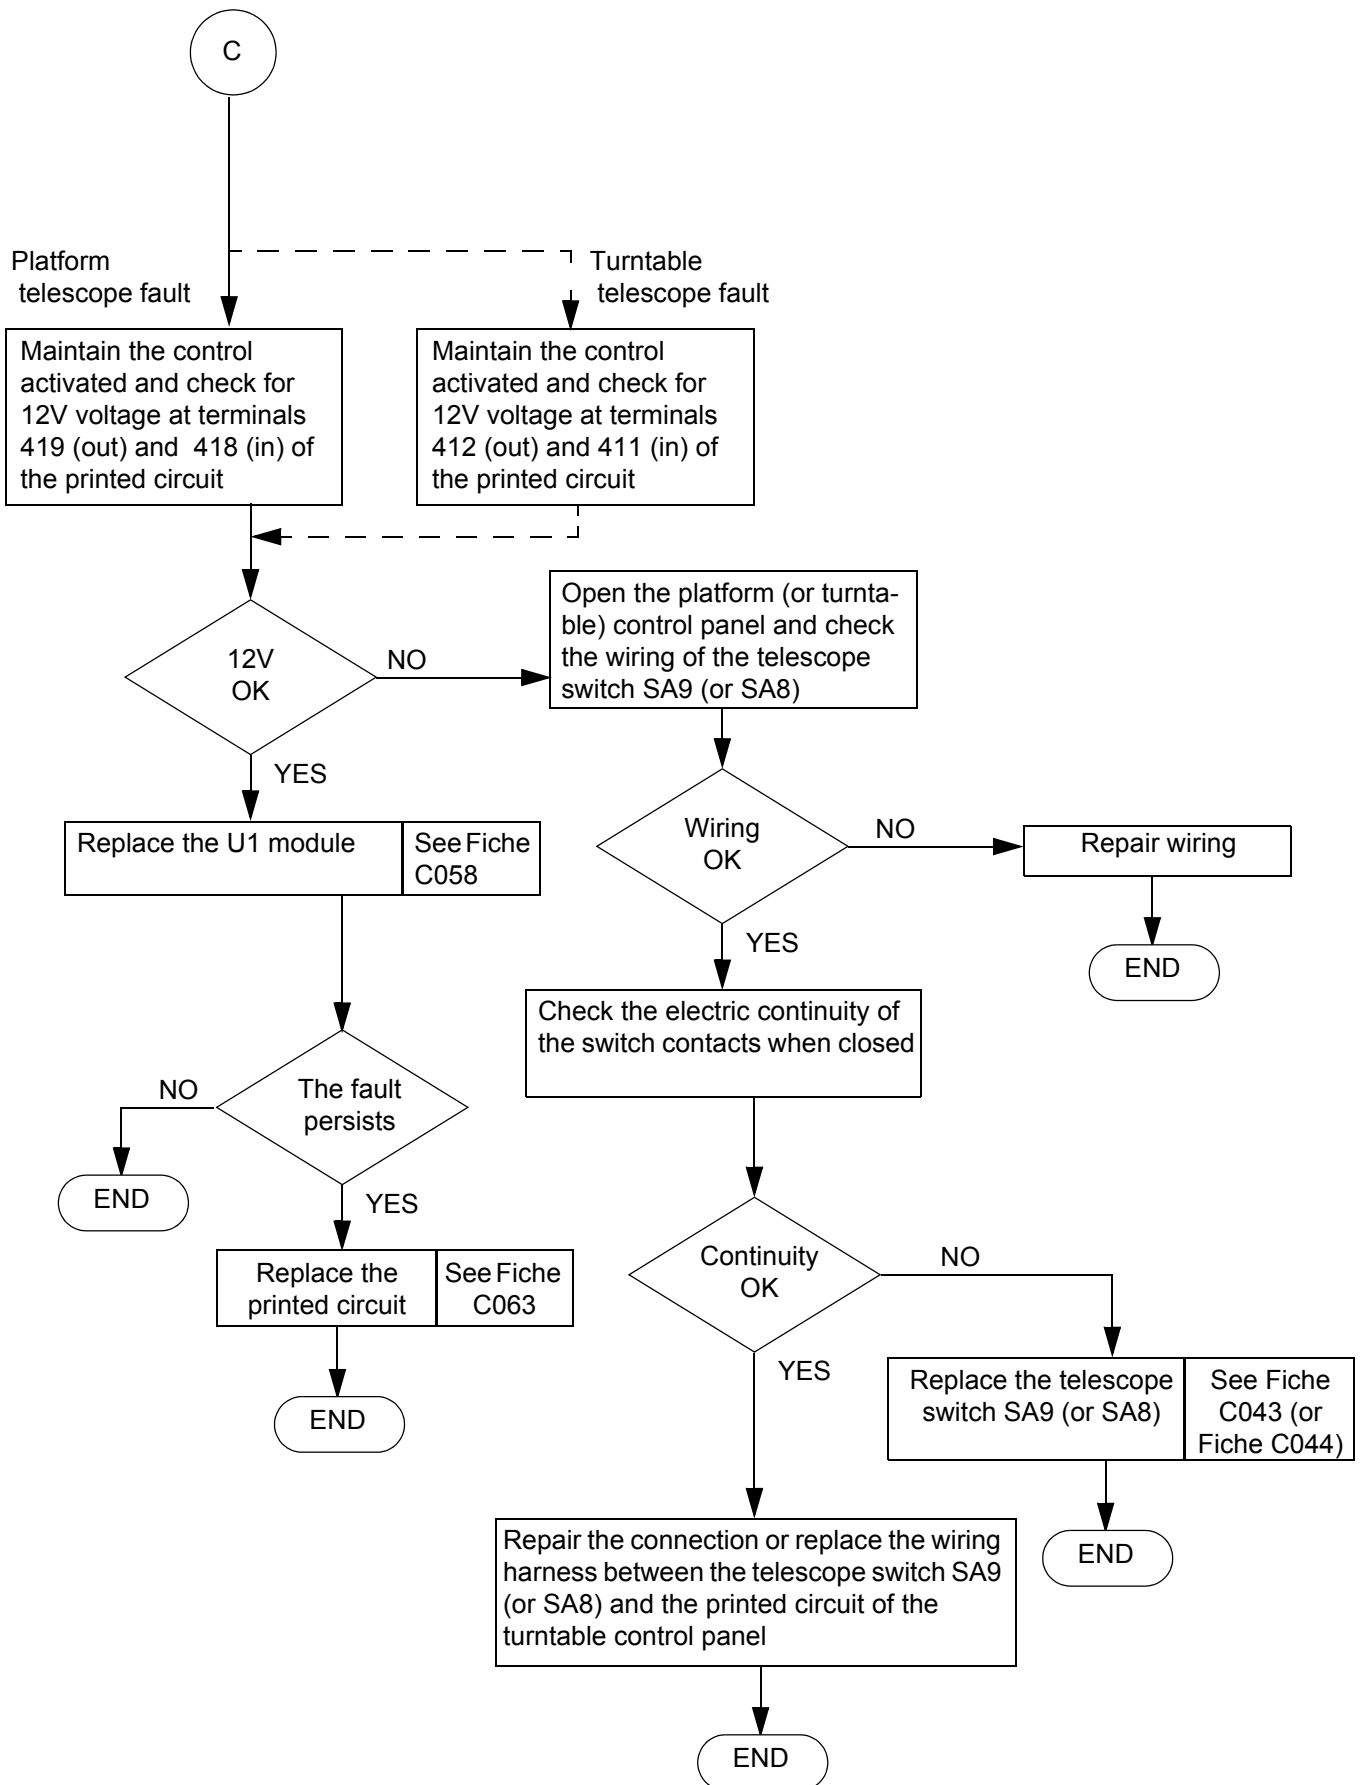 C
Platform
telescope fault
Turntable
telescope fault
Maintain the control
activated and check for
12V voltage at terminals
419 (out) and 418 (in) of
the printed circuit
Maintain the control
activated and check for
12V voltage at terminals
412 (out) and 411 (in) of
the printed circuit
12V
OK
NO
Open the platform (or turnta-
ble) control panel and check
the wiring of the telescope
switch SA9 (or SA8)
YES
Replace the U1 module
See Fiche
C058
Wiring
OK
NO
Repair wiring
END
YES
Check the electric continuity of
the switch contacts when closed
The fault
persists
NO
END
YES
Replace the
printed circuit
See Fiche
C063
END
Continuity
OK
NO
Replace the telescope
switch SA9 (or SA8)
See Fiche
C043 (or
Fiche C044)
END
YES
Repair the connection or replace the wiring
harness between the telescope switch SA9
(or SA8) and the printed circuit of the
turntable control panel
END